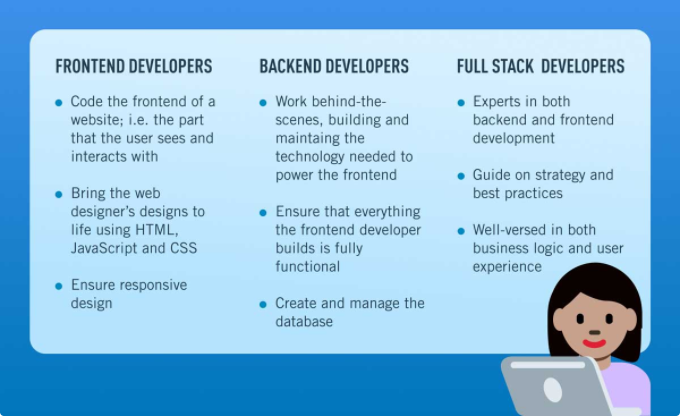 FRONTEND DEVELOPERS
Code the frontend of a
website; i.e. the part
that the user sees and
interacts with
Bring the web
designer's designs to
life using HTML,
JavaScript and CSS
Ensure responsive
design
BACKEND DEVELOPERS
Work behind-the-
scenes, building and
maintaing the
technology needed to
power the frontend
Ensure that everything
the frontend developer
builds is fully
functional
Create and manage the
database
FULL STACK DEVELOPERS
Experts in both
backend and frontend
development
Guide on strategy and
best practices
Well-versed in both
business logic and user
experience